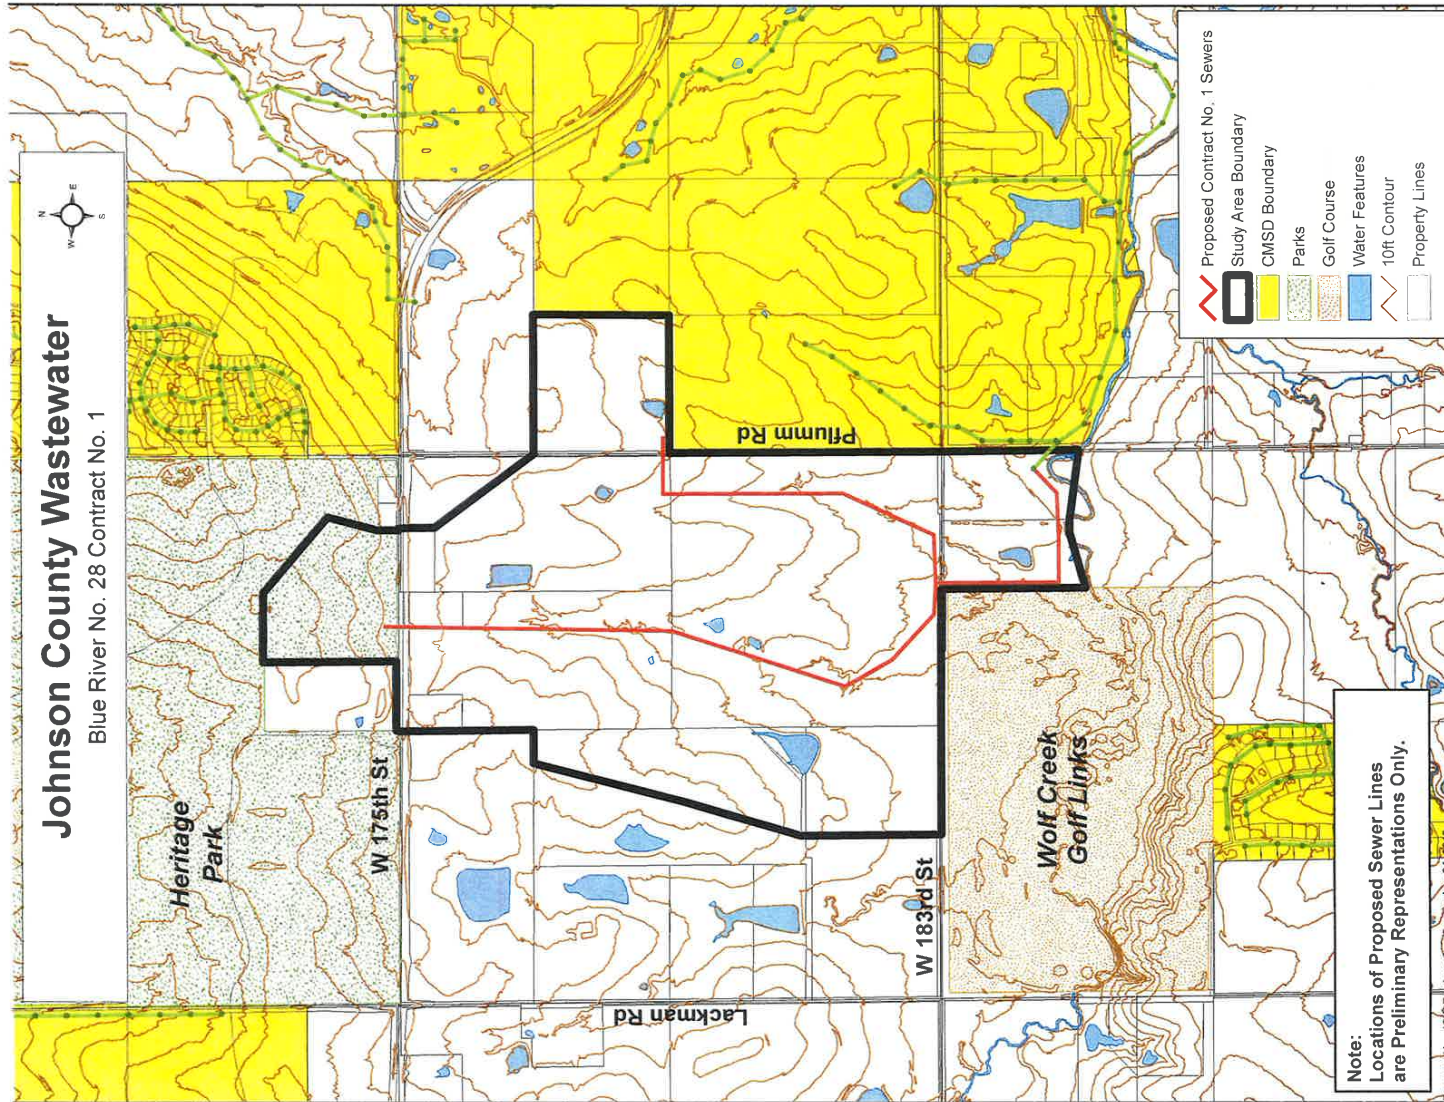 Johnson County Wastewater
Blue River No. 28 Contract No. 1
N
W
E
S
Heritage
Park
W 175th St
Pflumm Rd
Lackman Rd
W 183rd St
Wolf Creek
Golf Links
Proposed Contract No. 1 Sewers
Study Area Boundary
CMSD Boundary
Parks
Golf Course
Water Features
10ft Contour
Property Lines
Note:
Locations of Proposed Sewer Lines
are Preliminary Representations Only.